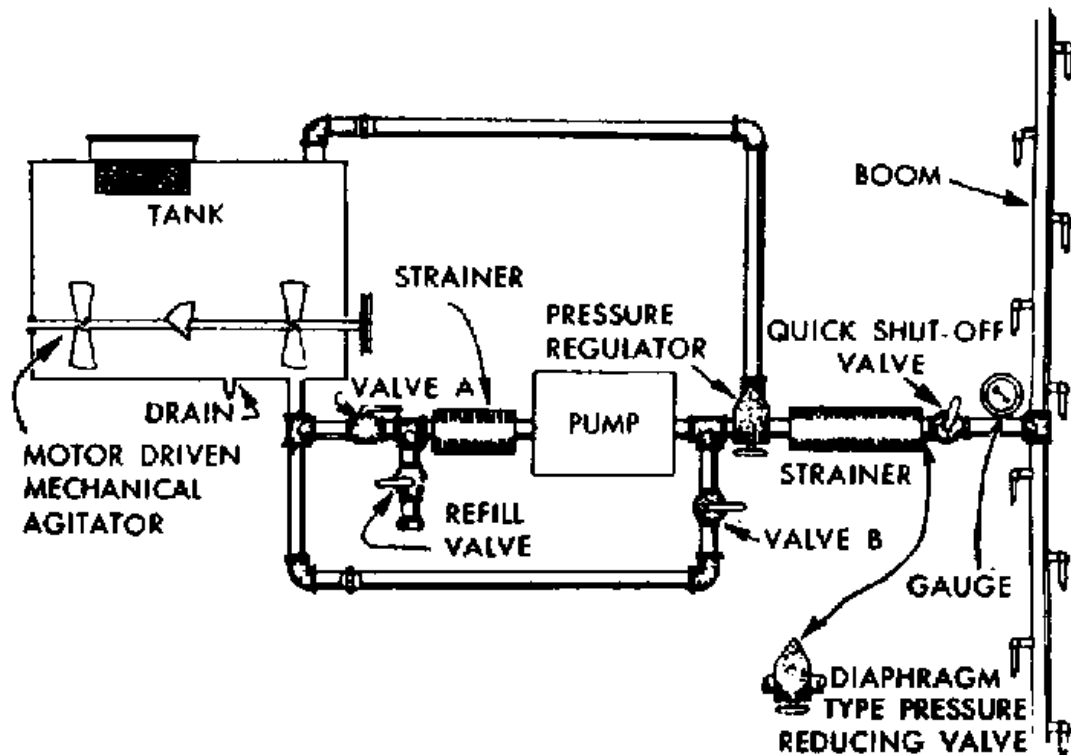 TANK
BOOM
STRAINER
PRESSURE
REGULATOR
QUICK SHUT-OFF
VALVE
VALVE A
DRAIN
PUMP
MOTOR DRIVEN
MECHANICAL
AGITATOR
STRAINER
REFILL
VALVE
VALVE B
GAUGE
DIAPHRAGM
TYPE PRESSURE
REDUCING VALVE